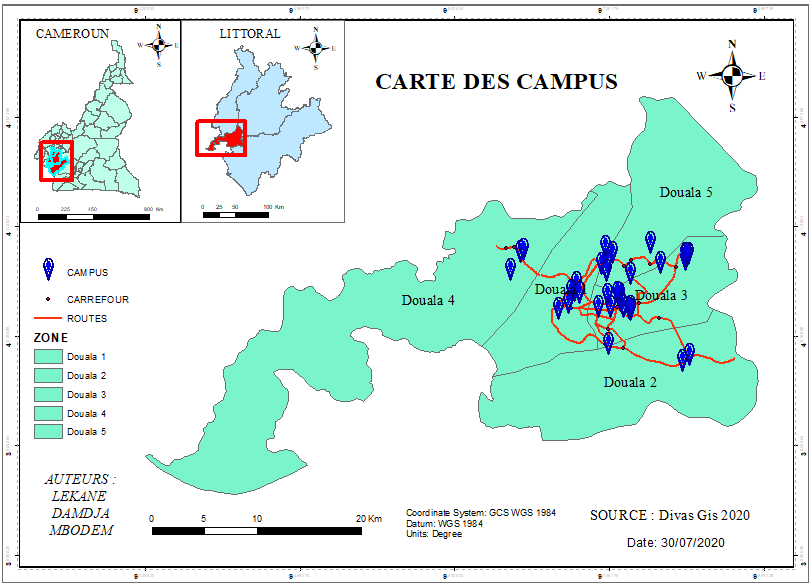 CAMEROUN
N
W
E
S
0
225
450
900 Km
LITTORAL
N
W
E
S
0
25
50
100 Km
CARTE DES CAMPUS
N
W
E
S
Douala 5
Douala 4
Douala 3
Douala 2
CAMPUS
CARREFOUR
ROUTES
ZONE
Douala 1
Douala 2
Douala 3
Douala 4
Douala 5
AUTEURS :
LEKANE
DAMDJA
MBODEM
0
5
10
20 Km
Coordinate System: GCS WGS 1984
Datum: WGS 1984
Units: Degree
SOURCE : Divas Gis 2020
Date: 30/07/2020